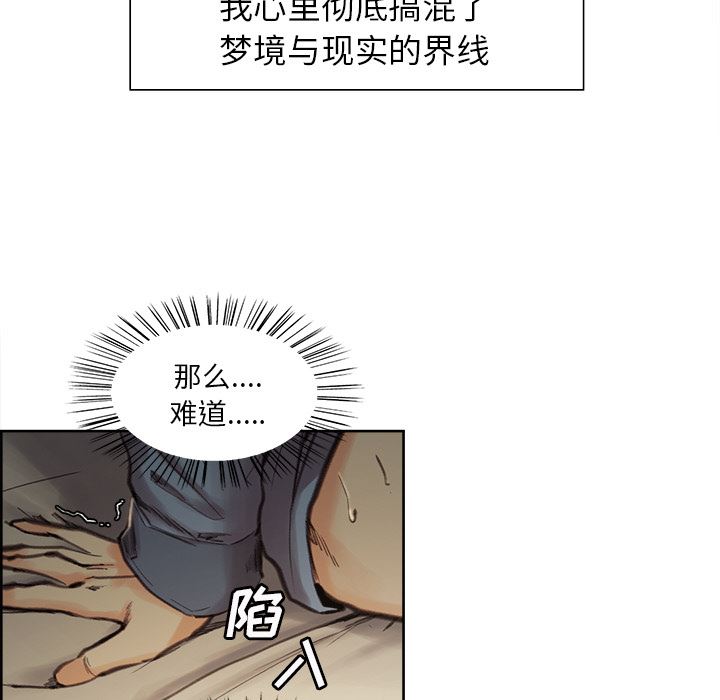 我心里彻底搞混了
梦境与现实的界线
那么....
难道.....
陷
入